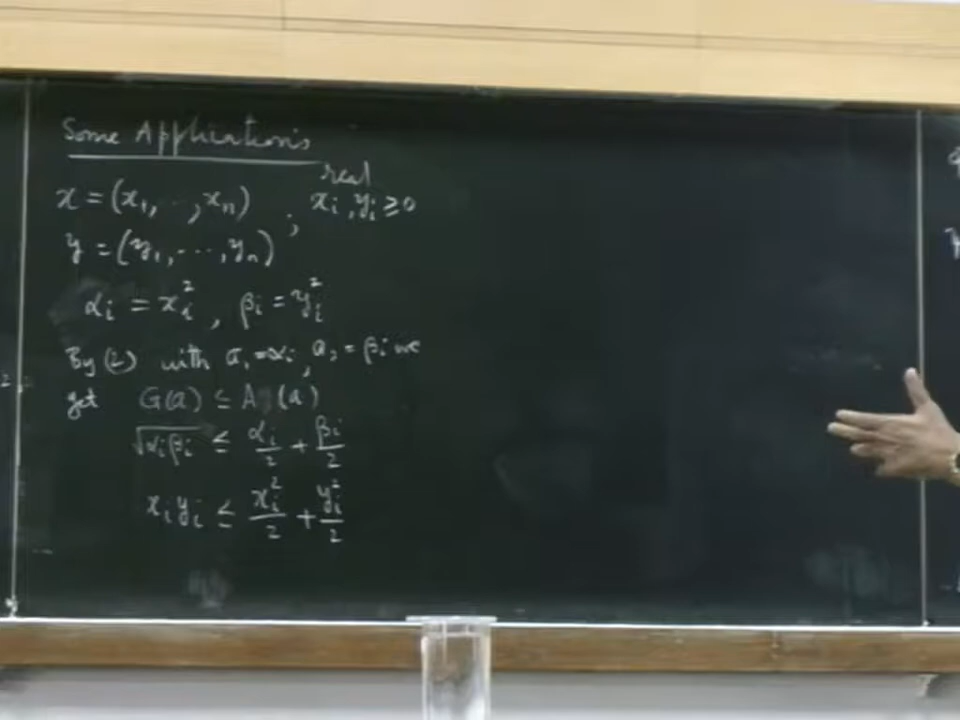 Some Applications
real
x = (x₁, ..., xₙ) ; xᵢ, yᵢ ≥ 0
y = (y₁, ..., yₙ)
αᵢ = xᵢ², βᵢ = yᵢ²
By (2) with a₁ = αᵢ, a₂ = βᵢ we
get G(a) ≤ A(a)
√αᵢβᵢ ≤ αᵢ/2 + βᵢ/2
xᵢyᵢ ≤ xᵢ²/2 + yᵢ²/2